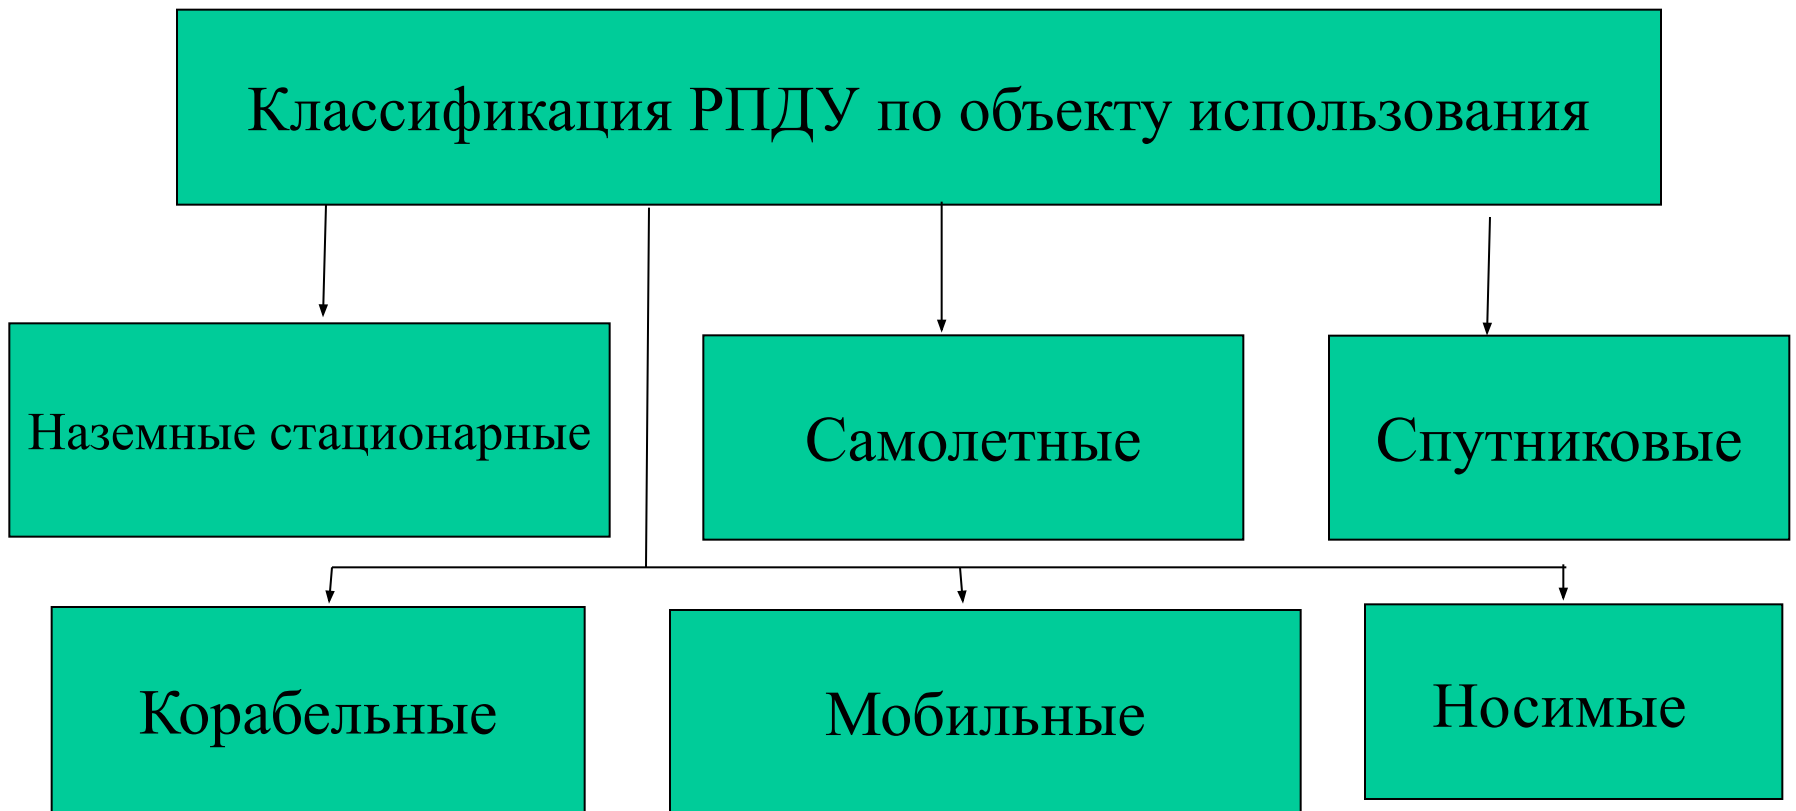 Классификация РПДУ по объекту использования
Наземные стационарные
Самолетные
Спутниковые
Корабельные
Мобильные
Носимые